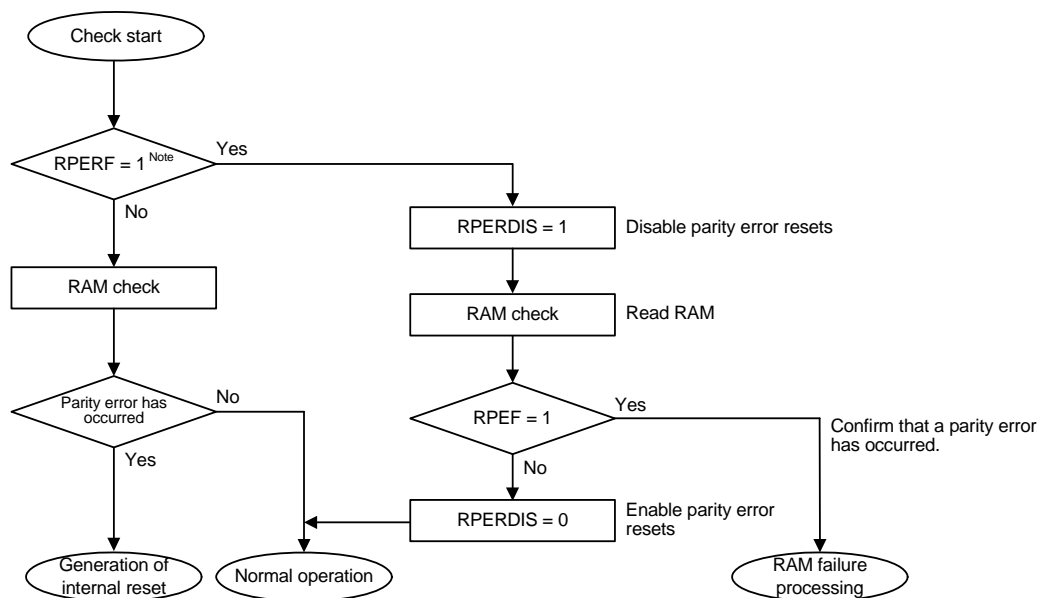 Check start
RPERF = 1 Note
Yes
No
RPERDIS = 1
Disable parity error resets
RAM check
RAM check
Read RAM
Parity error has
occurred
No
Yes
RPEF = 1
Yes
No
Confirm that a parity error
has occurred.
RPERDIS = 0
Enable parity error
resets
Generation of
internal reset
Normal operation
RAM failure
processing